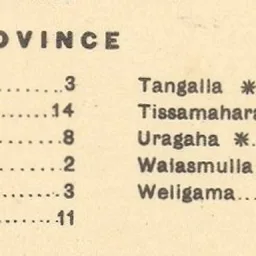 OVINCE
........3
......14
........8
........2
........3
........11
Tangalla ✳
Tissamahara
Uragaha ✳.
Walasmulla
Weligama...